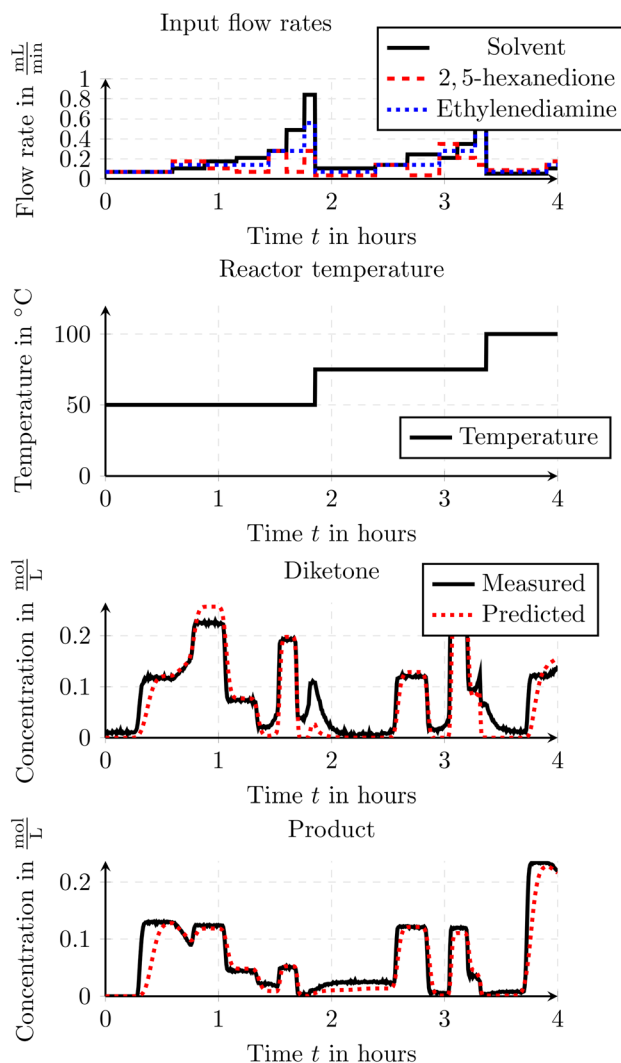 Input flow rates
Solvent
2, 5-hexanedione
Ethylenediamine
Flow rate in mL/min
1
0.8
0.6
0.4
0.2
0
0 1 2 3 4
Time t in hours
Reactor temperature
Temperature in °C
100
50
0
Temperature
0 1 2 3 4
Time t in hours
Diketone
Measured
Predicted
Concentration in mol/L
0.2
0.1
0
0 1 2 3 4
Time t in hours
Product
Concentration in mol/L
0.2
0.1
0
0 1 2 3 4
Time t in hours